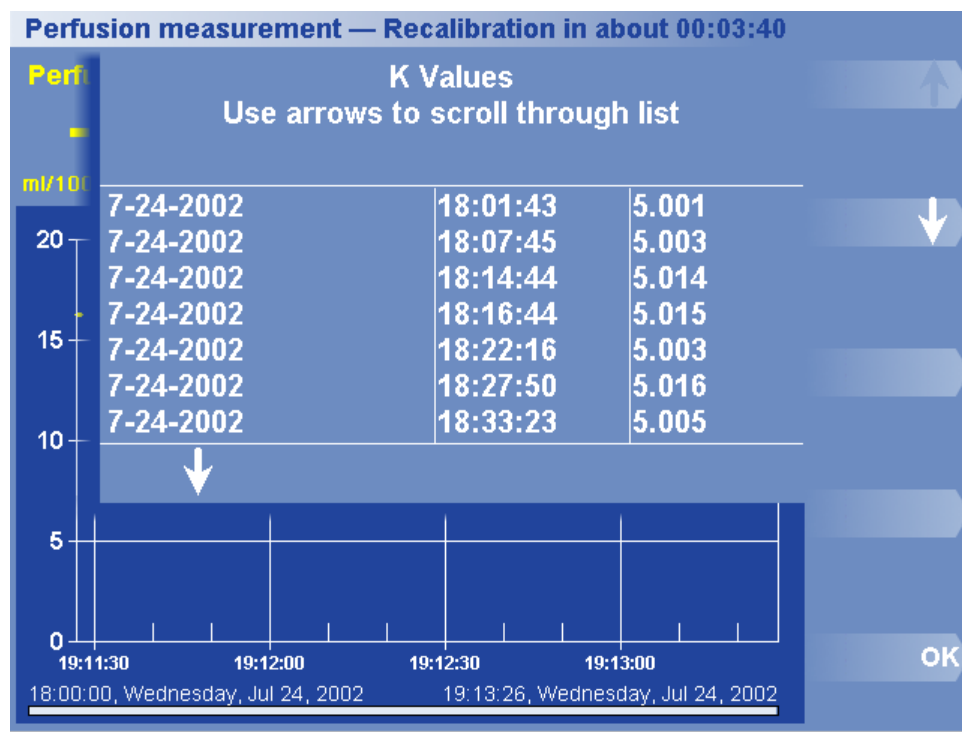 Perfusion measurement — Recalibration in about 00:03:40
K Values
Use arrows to scroll through list
ml/100
7-24-2002 18:01:43 5.001
7-24-2002 18:07:45 5.003
7-24-2002 18:14:44 5.014
7-24-2002 18:16:44 5.015
7-24-2002 18:22:16 5.003
7-24-2002 18:27:50 5.016
7-24-2002 18:33:23 5.005
20
15
10
5
0
19:11:30 19:12:00 19:12:30 19:13:00
18:00:00, Wednesday, Jul 24, 2002 19:13:26, Wednesday, Jul 24, 2002
OK